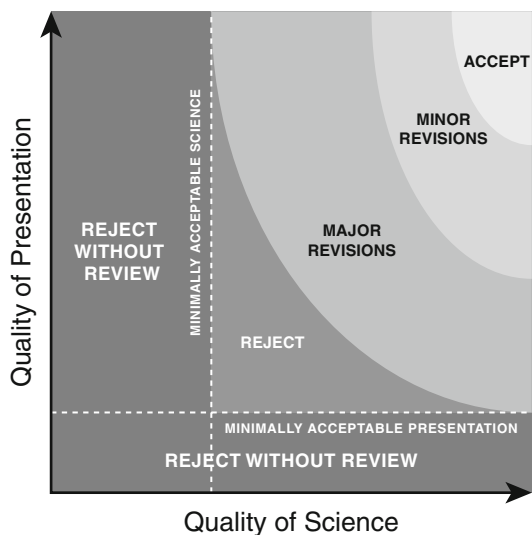 ACCEPT
MINOR
REVISIONS
MAJOR
REVISIONS
REJECT
WITHOUT
REVIEW
MINIMALLY ACCEPTABLE SCIENCE
REJECT
MINIMALLY ACCEPTABLE PRESENTATION
REJECT WITHOUT REVIEW
Quality of Presentation
Quality of Science